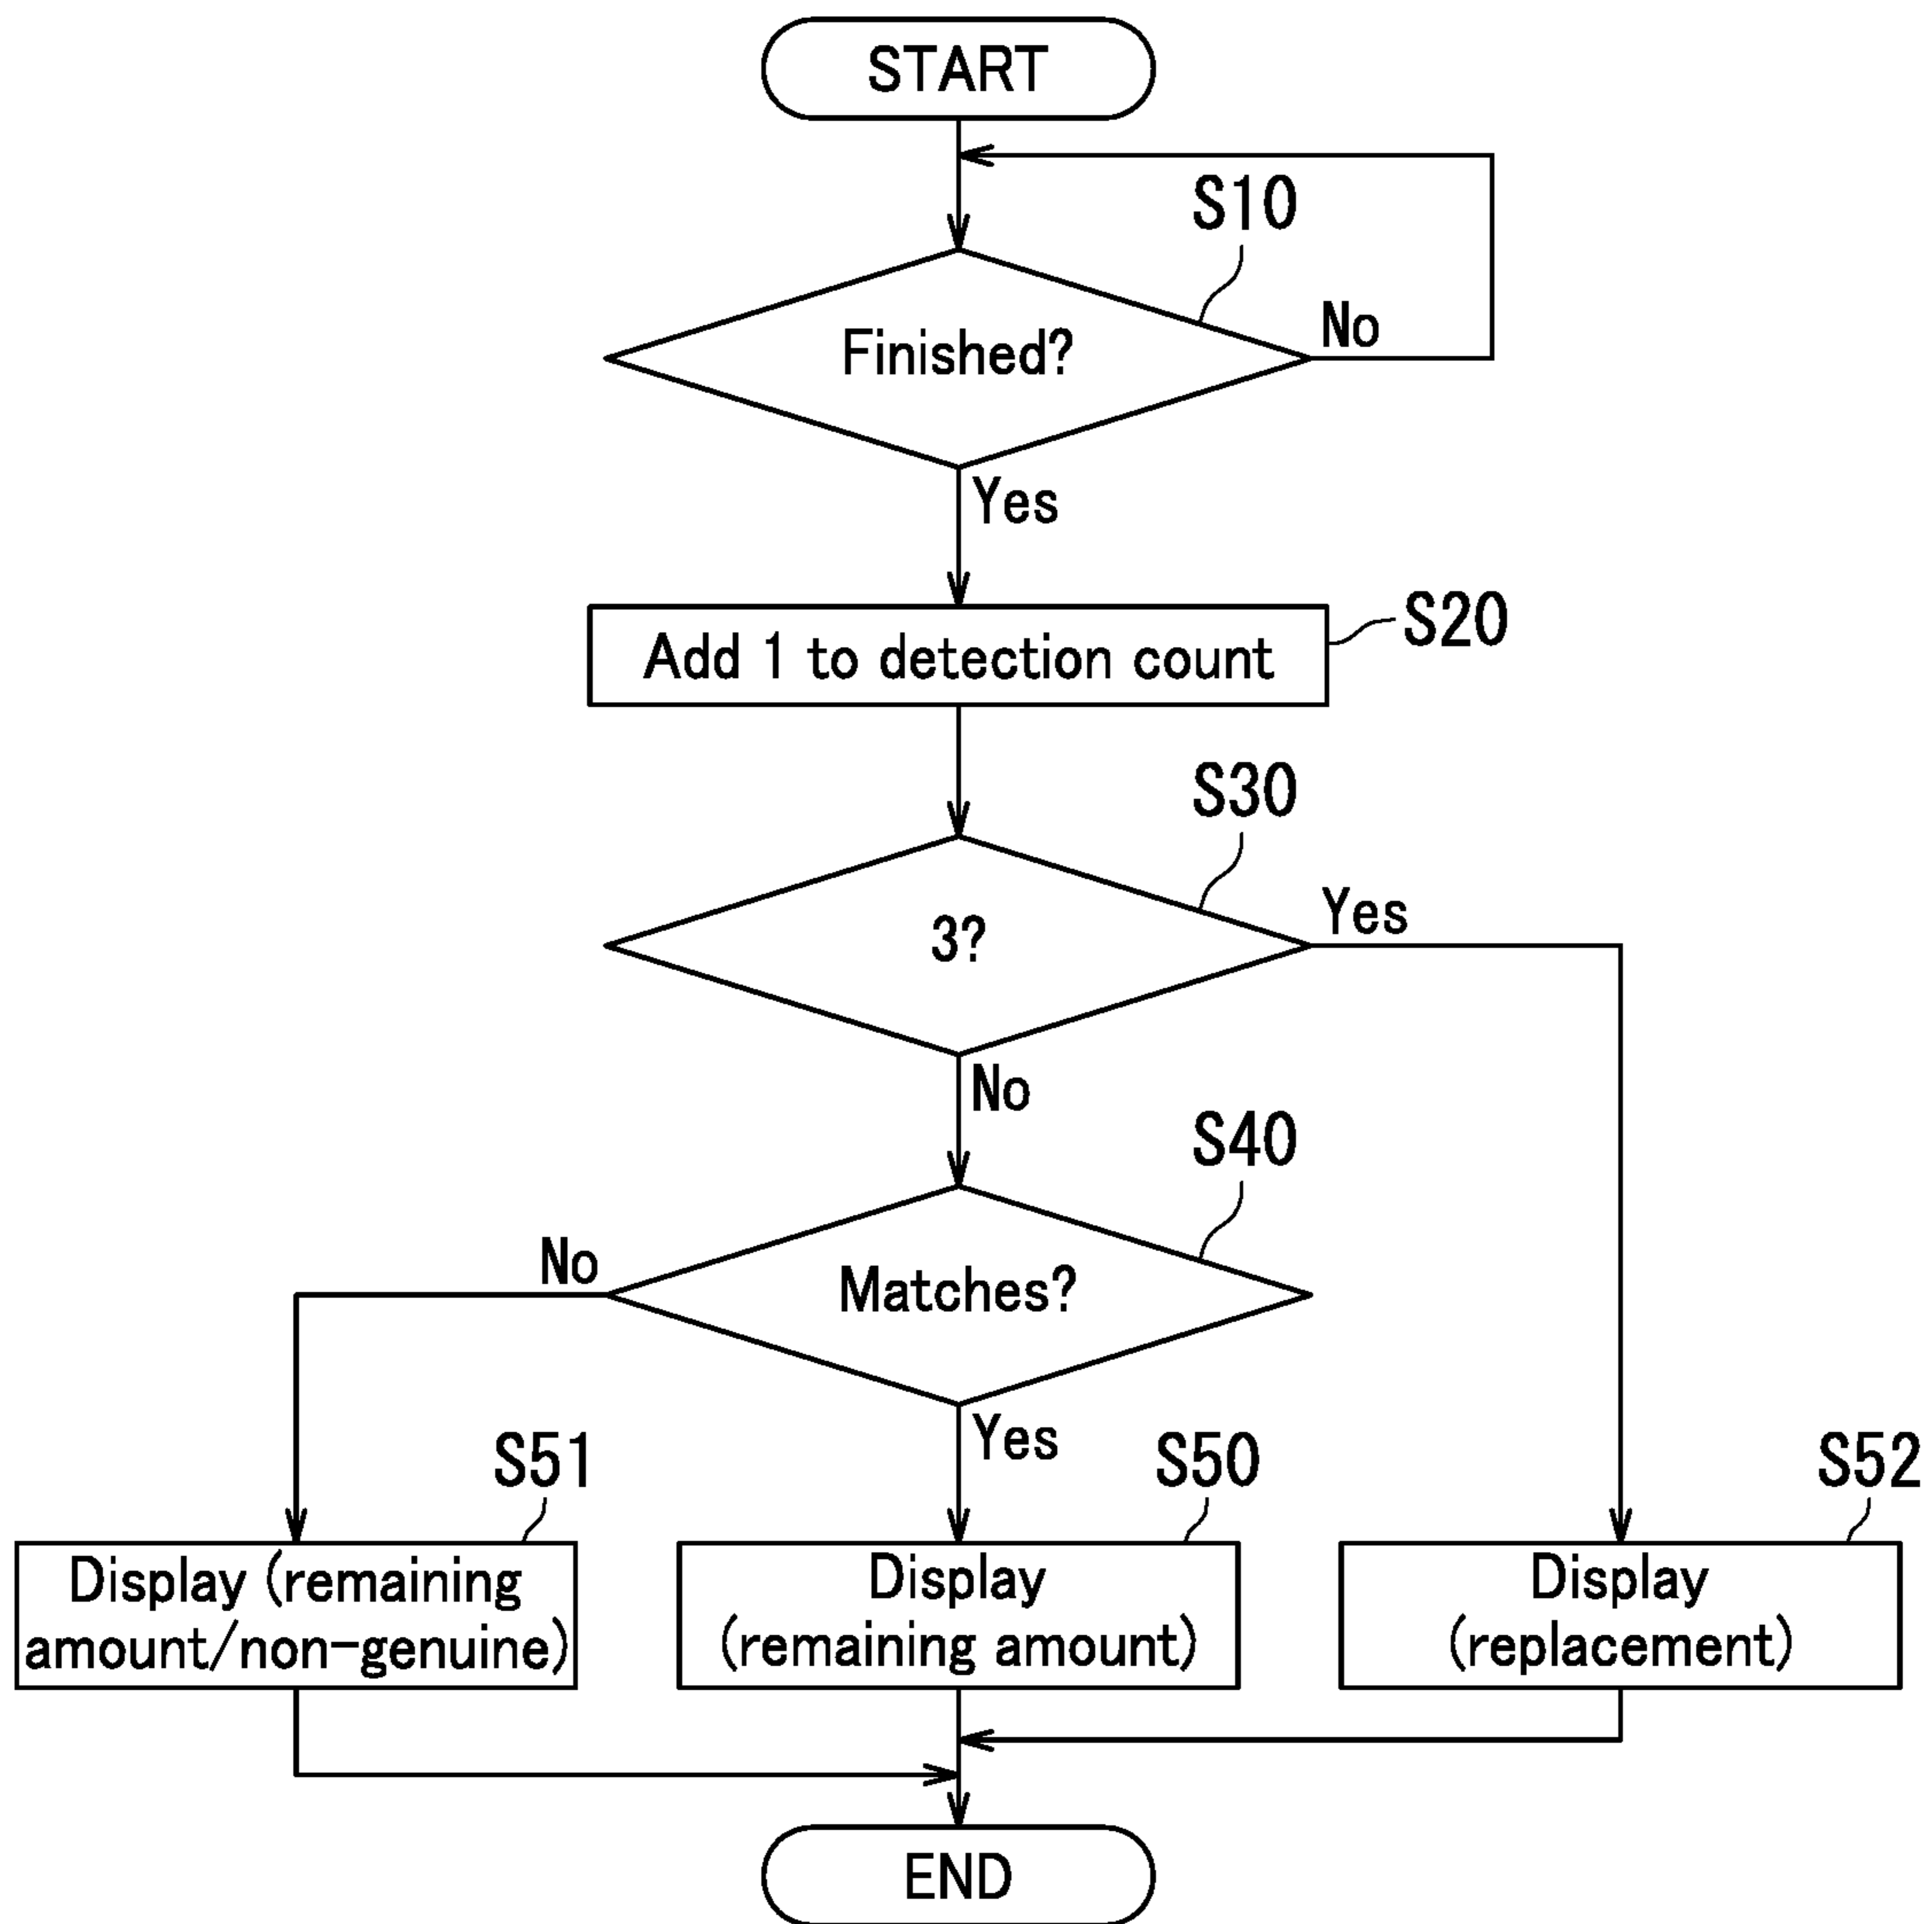 START
S10
Finished?
No
Yes
Add 1 to detection count
S20
S30
3?
Yes
No
S40
Matches?
No
Yes
S51
S50
S52
Display (remaining
amount/non-genuine)
Display
(remaining amount)
Display
(replacement)
END